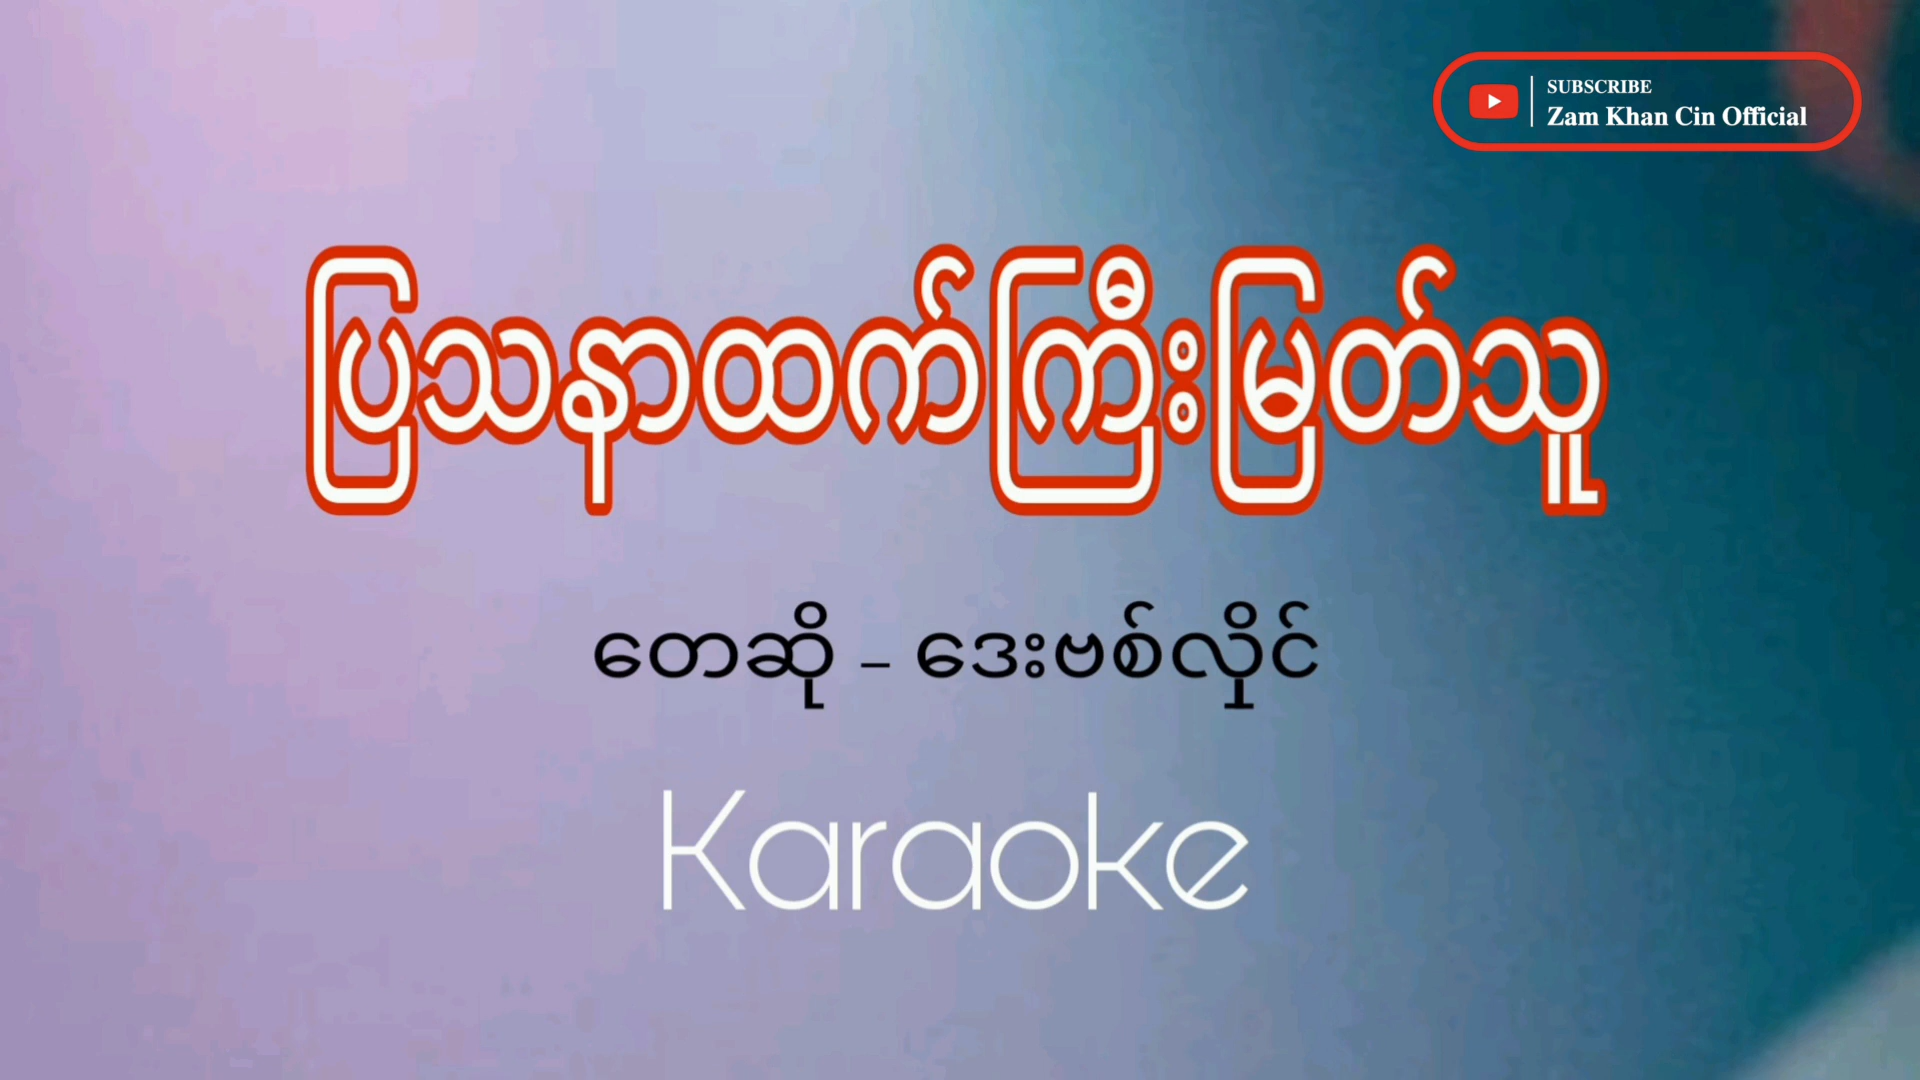 SUBSCRIBE
Zam Khan Cin Official
ပြသနာထက်ကြီးမြတ်သူ
တေဆို – ဒေးဗစ်လှိုင်
Karaoke